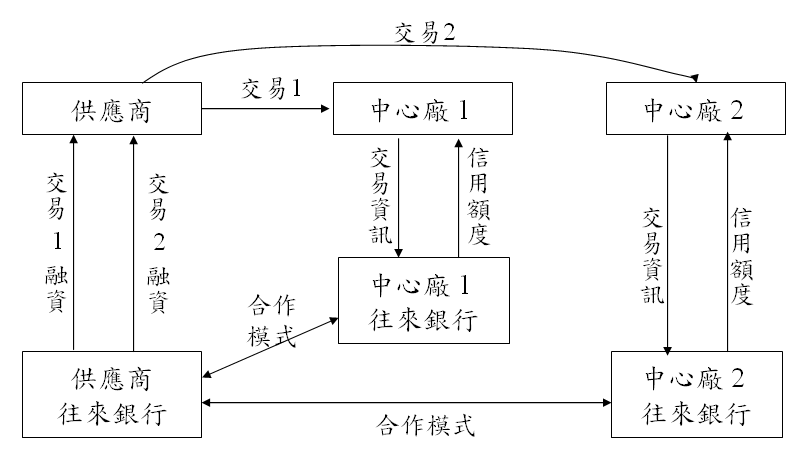 交易2
供應商
交易1
中心廠 1
中心廠 2
交易1融資
交易2融資
交易資訊
信用額度
交易資訊
信用額度
中心廠 1
往來銀行
合作
模式
供應商
往來銀行
中心廠 2
往來銀行
合作模式